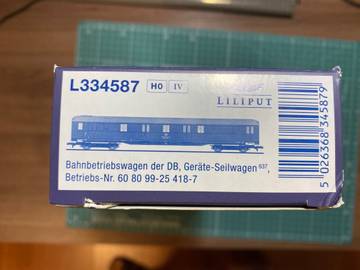 L334587 H0 IV
LILIPUT
Bahnbetriebswagen der DB, Geräte-Seilwagen 637,
Betriebs-Nr. 60 80 99-25 418-7
5 026368 345879